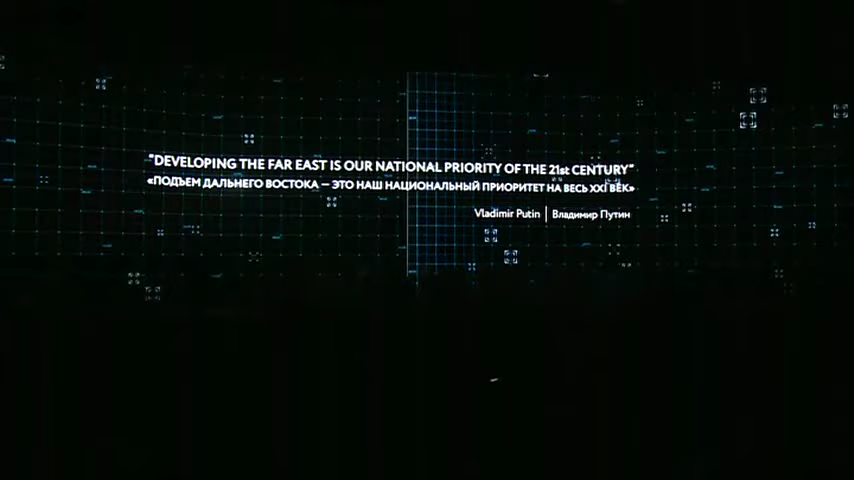 "DEVELOPING THE FAR EAST IS OUR NATIONAL PRIORITY OF THE 21st CENTURY"
«ПОДЪЕМ ДАЛЬНЕГО ВОСТОКА – ЭТО НАШ НАЦИОНАЛЬНЫЙ ПРИОРИТЕТ НА ВЕСЬ XXI ВЕК»
Vladimir Putin | Владимир Путин